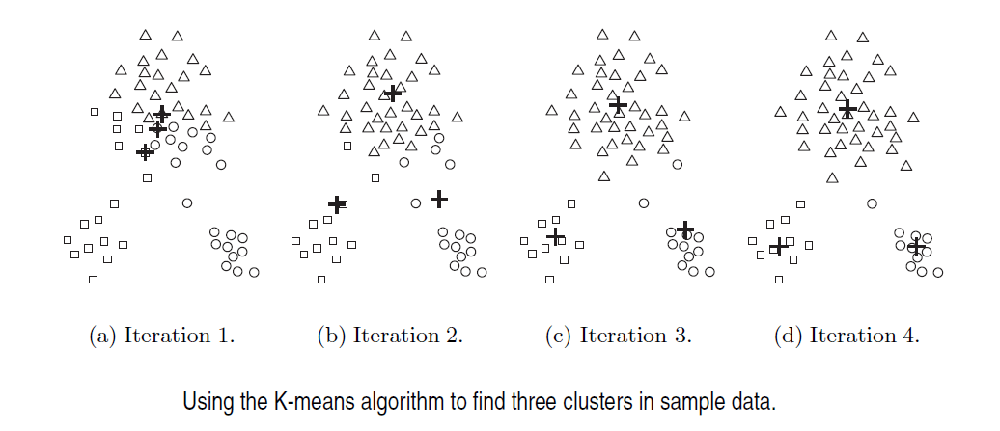 (a) Iteration 1.
(b) Iteration 2.
(c) Iteration 3.
(d) Iteration 4.
Using the K-means algorithm to find three clusters in sample data.